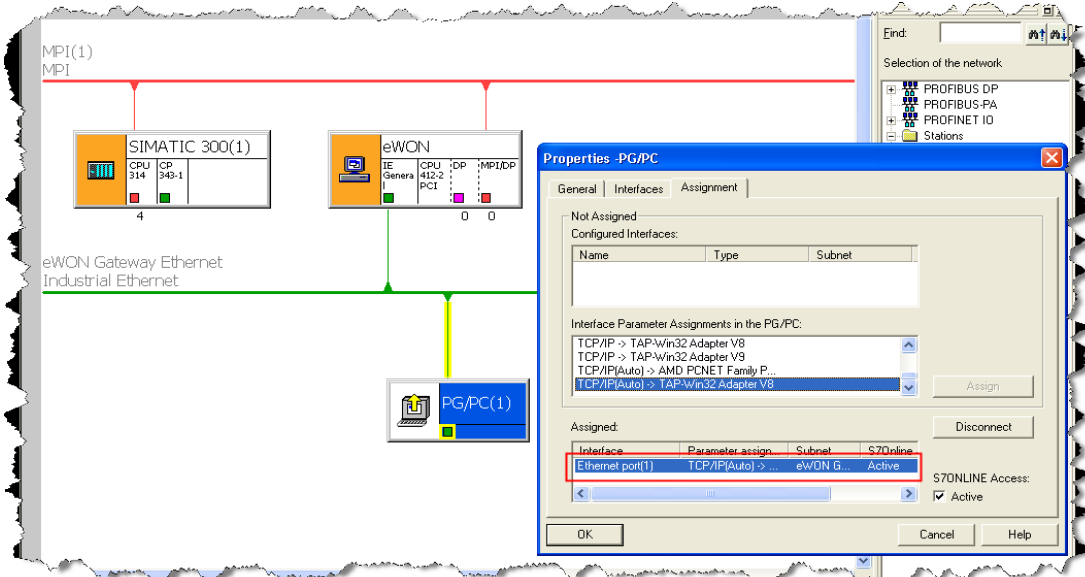 MPI(1)
MPI
SIMATIC 300(1)
CPU 314
CP 343-1
4
eWON
IE Genera l
CPU 412-2 PCI
DP
MPI/DP
0 0
eWON Gateway Ethernet
Industrial Ethernet
PG/PC(1)
Find:
Selection of the network
PROFIBUS DP
PROFIBUS-PA
PROFINET IO
Stations
Properties -PG/PC
General Interfaces Assignment
Not Assigned
Configured Interfaces:
Name Type Subnet
Interface Parameter Assignments in the PG/PC:
TCP/IP -> TAP-Win32 Adapter V8
TCP/IP -> TAP-Win32 Adapter V9
TCP/IP(Auto) -> AMD PCNET Family P...
TCP/IP(Auto) -> TAP-Win32 Adapter V8
Assign
Assigned:
Disconnect
Interface Parameter assign... Subnet S7Online
Ethernet port(1) TCP/IP(Auto) -> ... eWON G... Active
S7ONLINE Access:
Active
OK Cancel Help